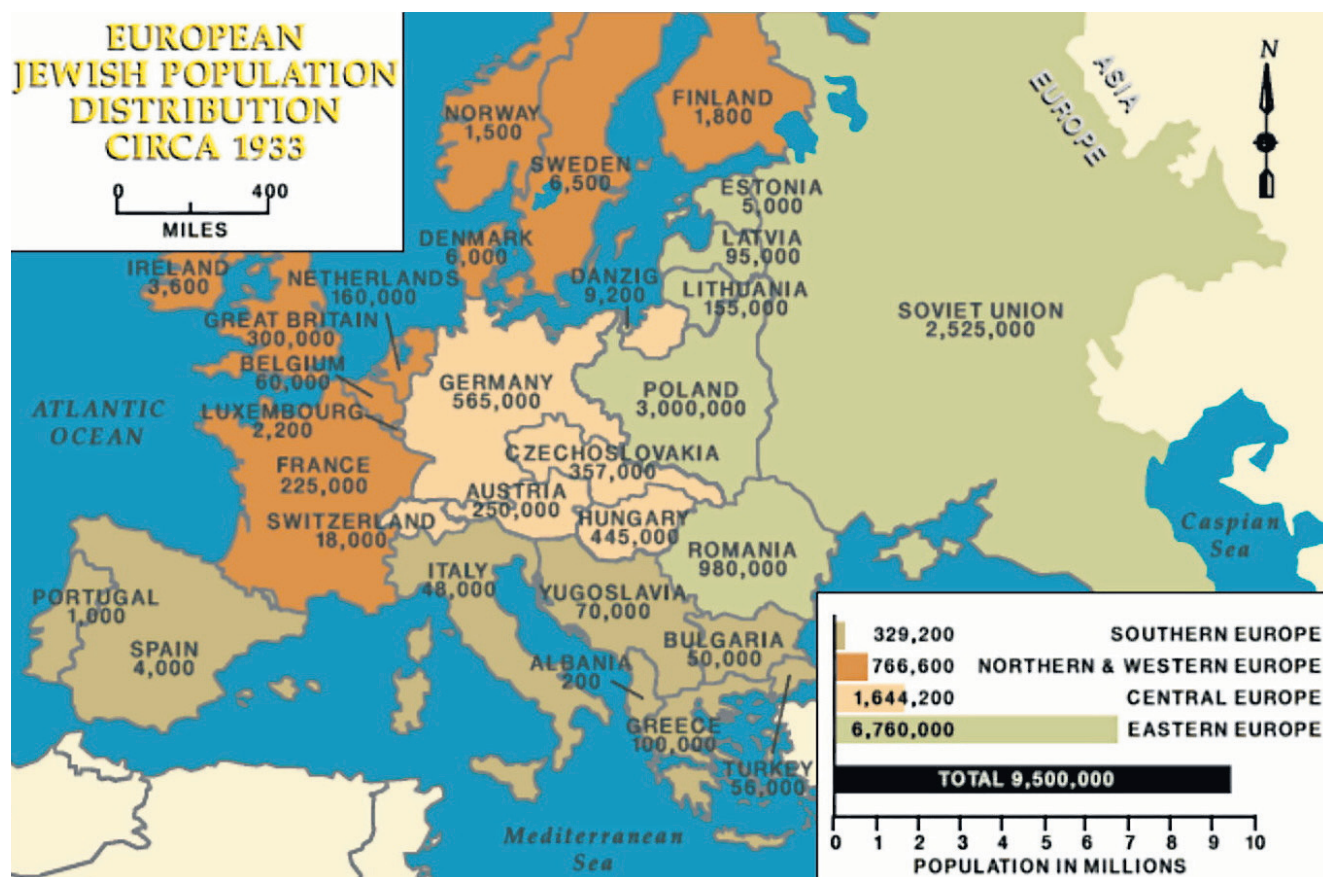 EUROPEAN
JEWISH POPULATION
DISTRIBUTION
CIRCA 1933
0 400
MILES
N
ASIA
EUROPE
NORWAY
1,500
FINLAND
1,800
SWEDEN
6,500
ESTONIA
5,000
DENMARK
6,000
LATVIA
95,000
IRELAND
3,600
NETHERLANDS
160,000
DANZIG
9,200
LITHUANIA
155,000
GREAT BRITAIN
300,000
SOVIET UNION
2,525,000
BELGIUM
60,000
GERMANY
565,000
POLAND
3,000,000
ATLANTIC
OCEAN
LUXEMBOURG
2,200
FRANCE
225,000
CZECHOSLOVAKIA
357,000
AUSTRIA
250,000
SWITZERLAND
18,000
HUNGARY
445,000
ROMANIA
980,000
Caspian
Sea
ITALY
48,000
YUGOSLAVIA
70,000
PORTUGAL
1,000
SPAIN
4,000
BULGARIA
50,000
ALBANIA
200
GREECE
100,000
TURKEY
56,000
Mediterranean
Sea
329,200 SOUTHERN EUROPE
766,600 NORTHERN & WESTERN EUROPE
1,644,200 CENTRAL EUROPE
6,760,000 EASTERN EUROPE
TOTAL 9,500,000
0 1 2 3 4 5 6 7 8 9 10
POPULATION IN MILLIONS